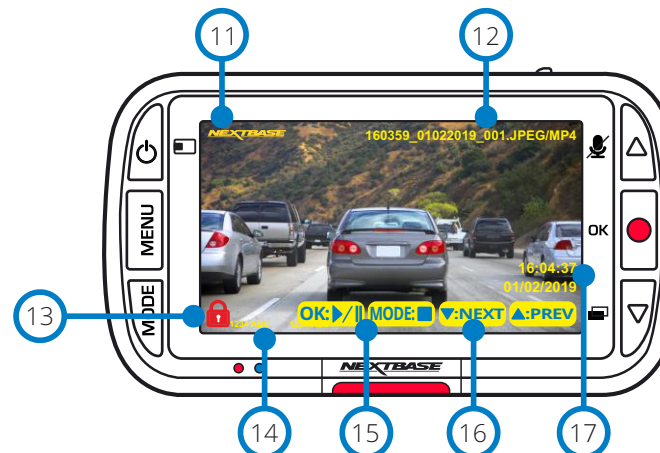 11
12
NEXTBASE
160359_01022019_001.JPEG/MP4
MENU
OK
16:04:37
01/02/2019
MODE
13
OK: ▶/|| MODE: ■ ▼:NEXT ▲:PREV
NEXTBASE
14
15
16
17